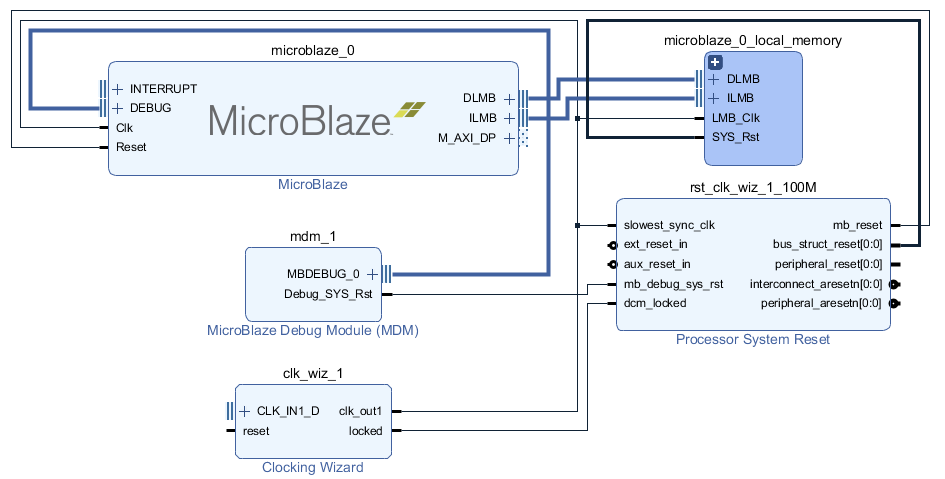 microblaze_0
INTERRUPT
DEBUG
Clk
Reset
MicroBlaze
DLMB
ILMB
M_AXI_DP
MicroBlaze
microblaze_0_local_memory
DLMB
ILMB
LMB_Clk
SYS_Rst
rst_clk_wiz_1_100M
slowest_sync_clk
ext_reset_in
aux_reset_in
mb_debug_sys_rst
dcm_locked
mb_reset
bus_struct_reset[0:0]
peripheral_reset[0:0]
interconnect_aresetn[0:0]
peripheral_aresetn[0:0]
Processor System Reset
mdm_1
MBDEBUG_0
Debug_SYS_Rst
MicroBlaze Debug Module (MDM)
clk_wiz_1
CLK_IN1_D
reset
clk_out1
locked
Clocking Wizard